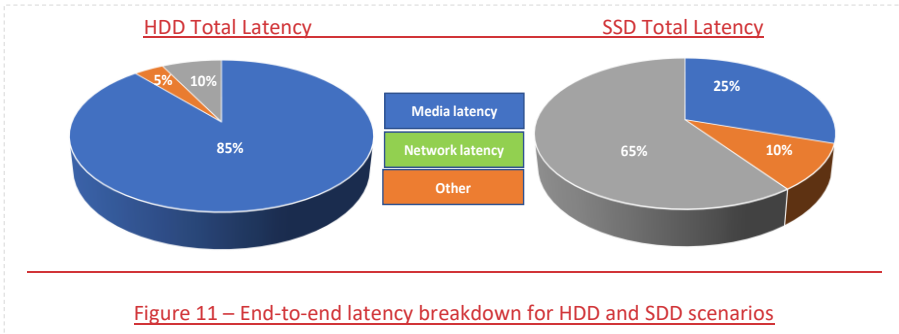 HDD Total Latency
SSD Total Latency
5%
10%
85%
Media latency
Network latency
Other
25%
65%
10%
Figure 11 – End-to-end latency breakdown for HDD and SDD scenarios